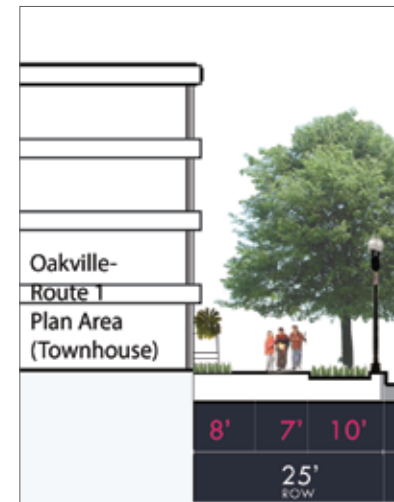 Oakville-
Route 1
Plan Area
(Townhouse)
8' 7' 10'
25'
ROW